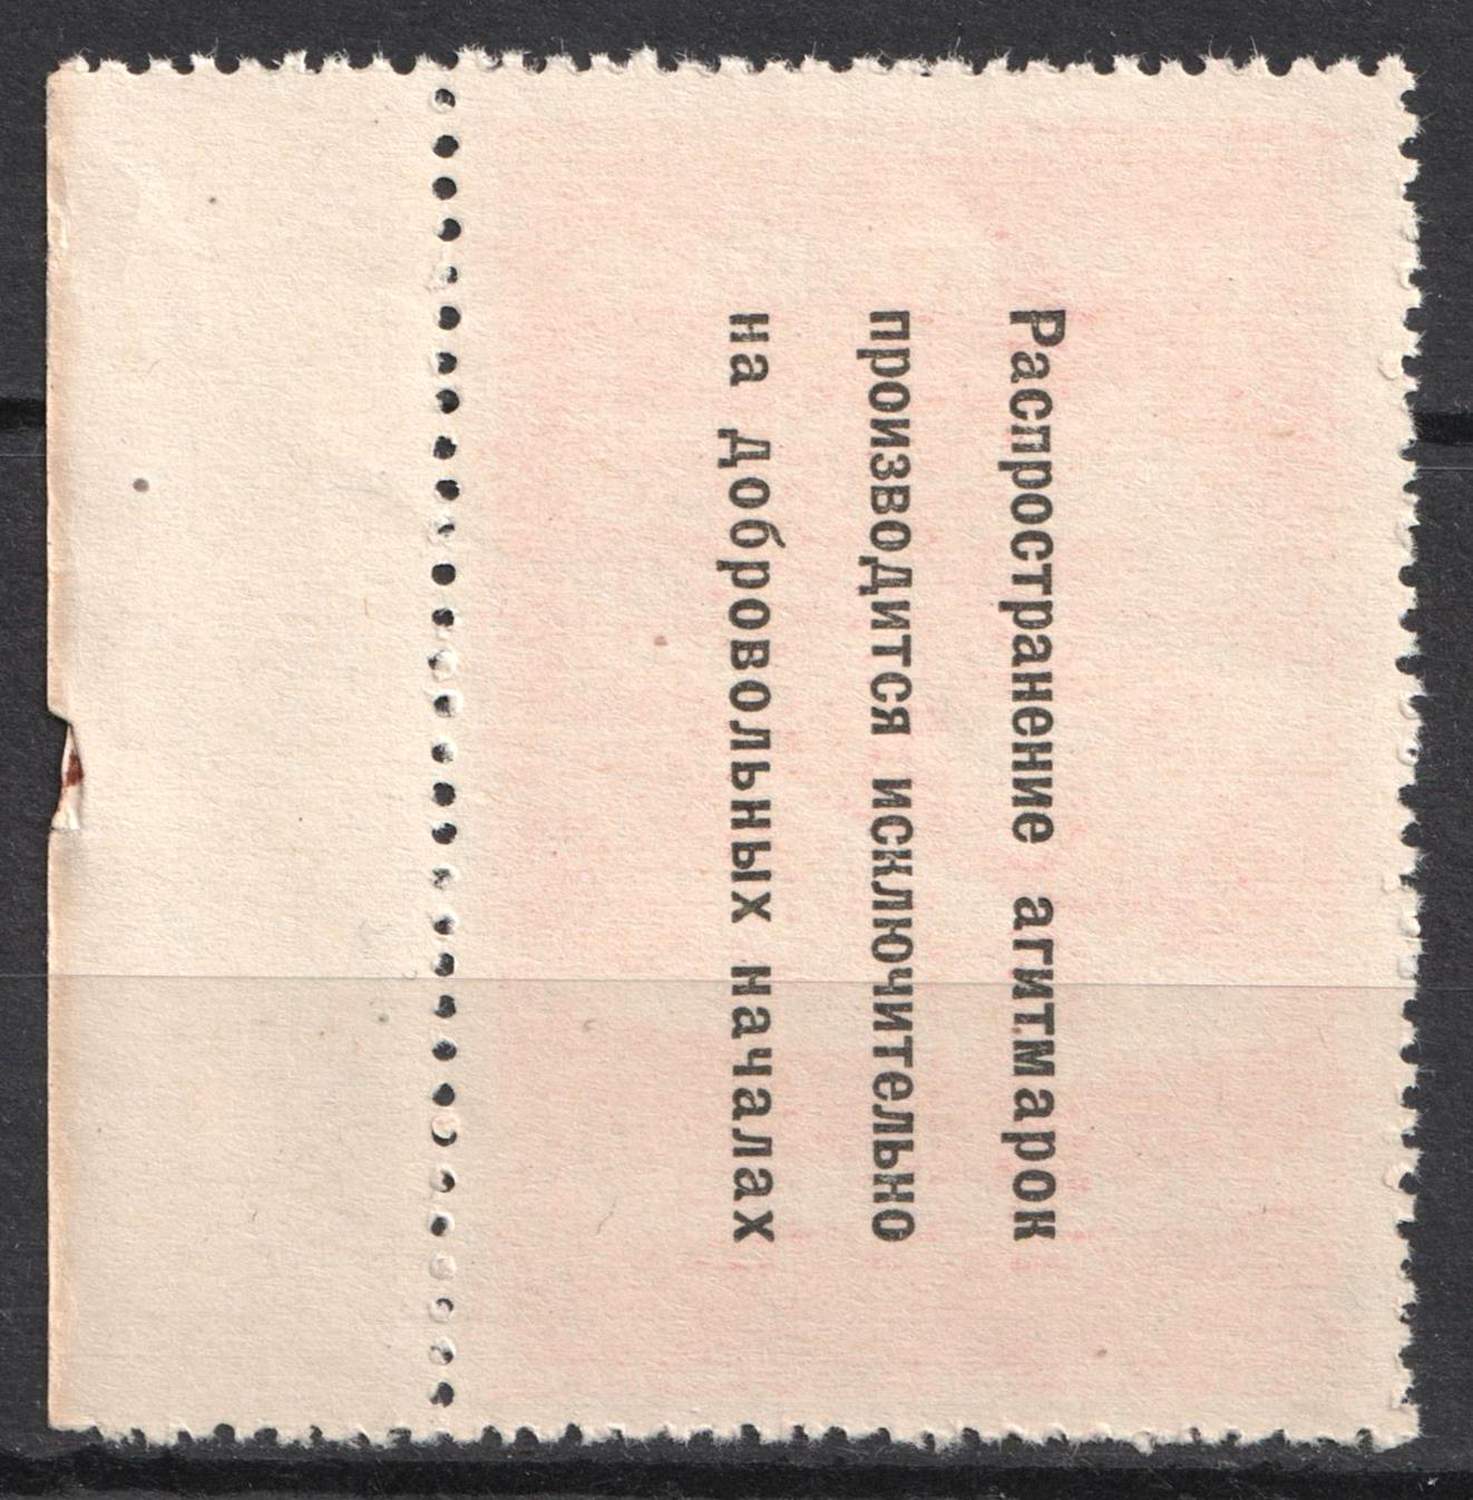 Распространение агитмарок
производится исключительно
на добровольных началах